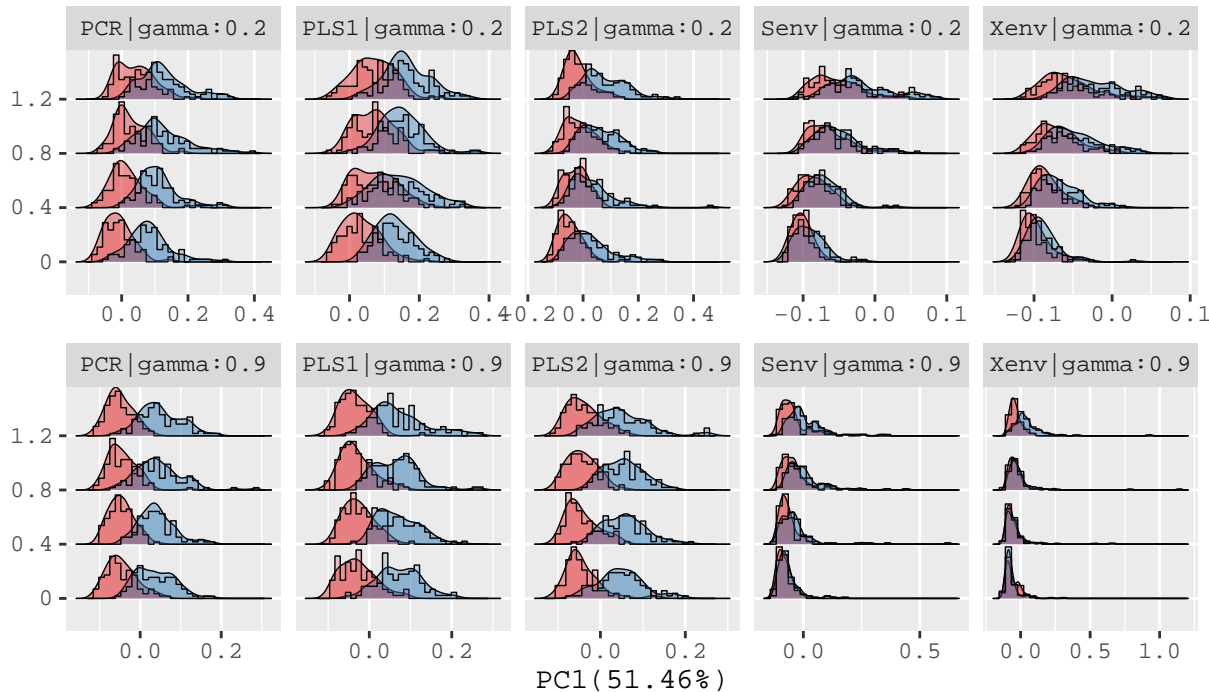 PCR|gamma:0.2 PLS1|gamma:0.2 PLS2|gamma:0.2 Senv|gamma:0.2 Xenv|gamma:0.2
1.2
0.8
0.4
0
0.0 0.2 0.4 0.0 0.2 0.4 -0.2 0.0 0.2 0.4 -0.1 0.0 0.1 -0.1 0.0 0.1
PCR|gamma:0.9 PLS1|gamma:0.9 PLS2|gamma:0.9 Senv|gamma:0.9 Xenv|gamma:0.9
1.2
0.8
0.4
0
0.0 0.2 0.0 0.2 0.0 0.2 0.0 0.5 0.0 0.5 1.0
PC1(51.46%)